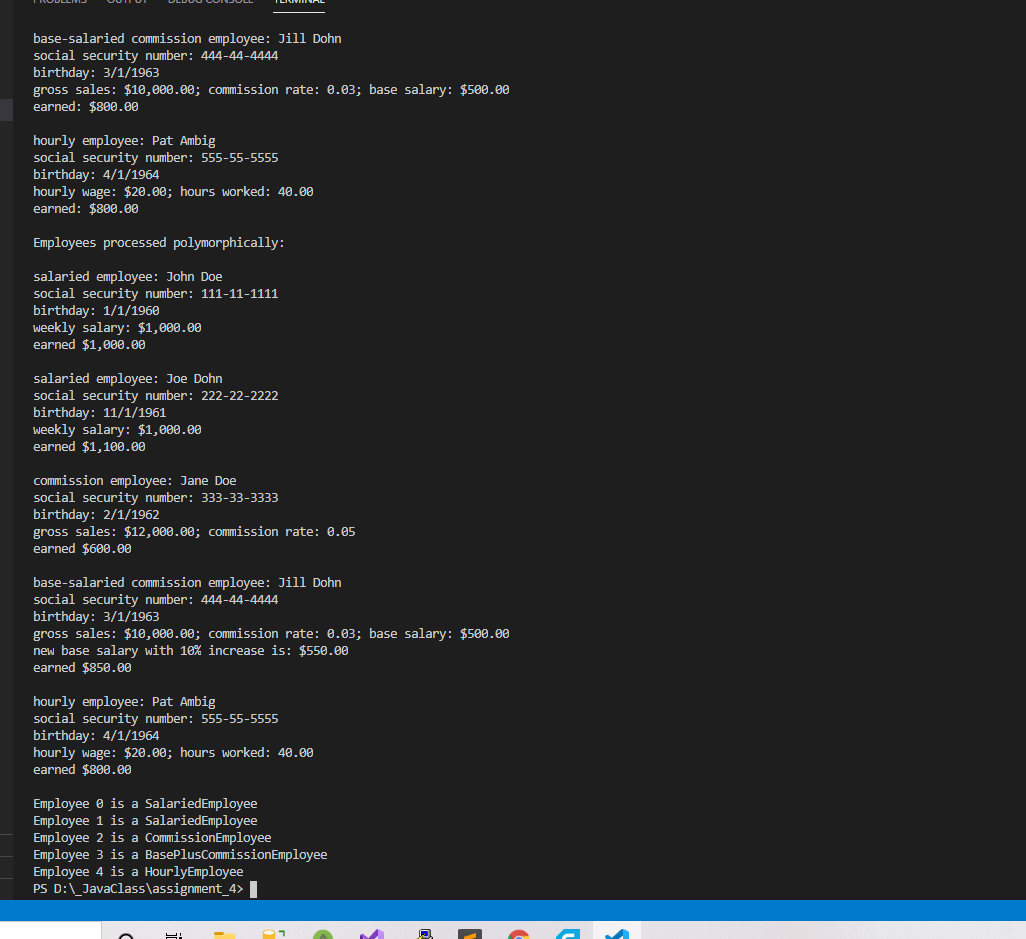 PROBLEMS OUTPUT DEBUG CONSOLE TERMINAL
base-salaried commission employee: Jill Dohn
social security number: 444-44-4444
birthday: 3/1/1963
gross sales: $10,000.00; commission rate: 0.03; base salary: $500.00
earned: $800.00
hourly employee: Pat Ambig
social security number: 555-55-5555
birthday: 4/1/1964
hourly wage: $20.00; hours worked: 40.00
earned: $800.00
Employees processed polymorphically:
salaried employee: John Doe
social security number: 111-11-1111
birthday: 1/1/1960
weekly salary: $1,000.00
earned $1,000.00
salaried employee: Joe Dohn
social security number: 222-22-2222
birthday: 11/1/1961
weekly salary: $1,000.00
earned $1,100.00
commission employee: Jane Doe
social security number: 333-33-3333
birthday: 2/1/1962
gross sales: $12,000.00; commission rate: 0.05
earned $600.00
base-salaried commission employee: Jill Dohn
social security number: 444-44-4444
birthday: 3/1/1963
gross sales: $10,000.00; commission rate: 0.03; base salary: $500.00
new base salary with 10% increase is: $550.00
earned $850.00
hourly employee: Pat Ambig
social security number: 555-55-5555
birthday: 4/1/1964
hourly wage: $20.00; hours worked: 40.00
earned $800.00
Employee 0 is a SalariedEmployee
Employee 1 is a SalariedEmployee
Employee 2 is a CommissionEmployee
Employee 3 is a BasePlusCommissionEmployee
Employee 4 is a HourlyEmployee
PS D:\_JavaClass\assignment_4>